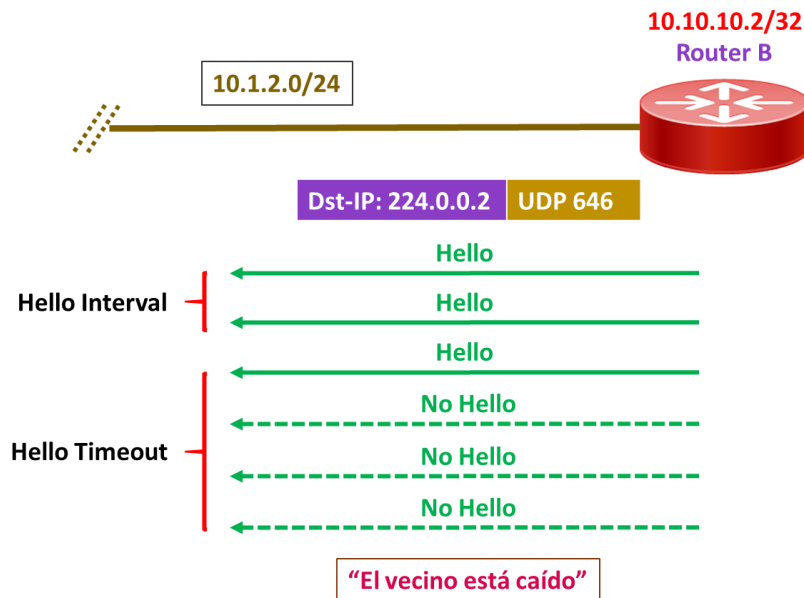 10.10.10.2/32
Router B
10.1.2.0/24
Dst-IP: 224.0.0.2 UDP 646
Hello
Hello Interval
Hello
Hello
No Hello
Hello Timeout
No Hello
No Hello
“El vecino está caído”